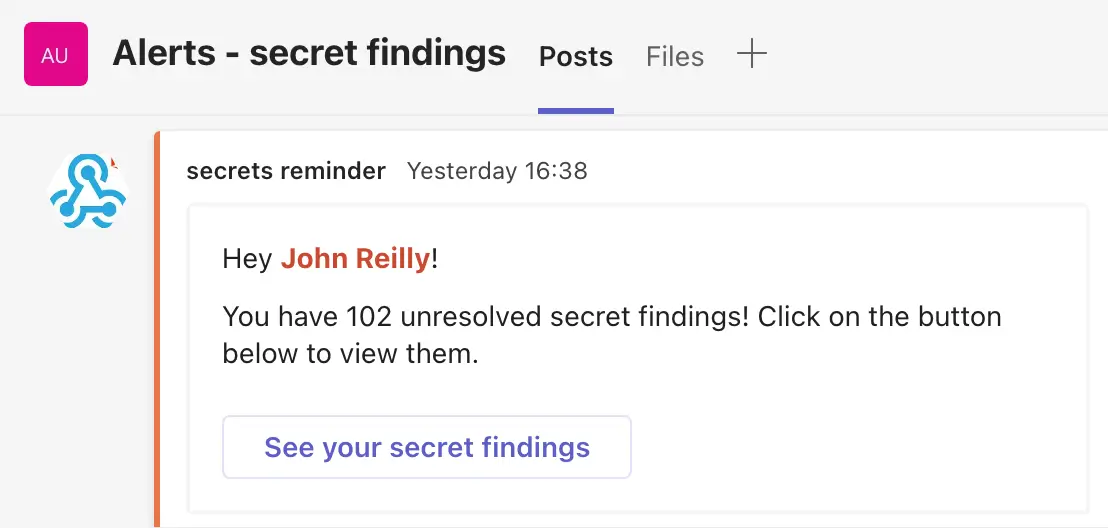 AU
Alerts - secret findings Posts Files
secrets reminder Yesterday 16:38
Hey John Reilly!
You have 102 unresolved secret findings! Click on the button
below to view them.
See your secret findings